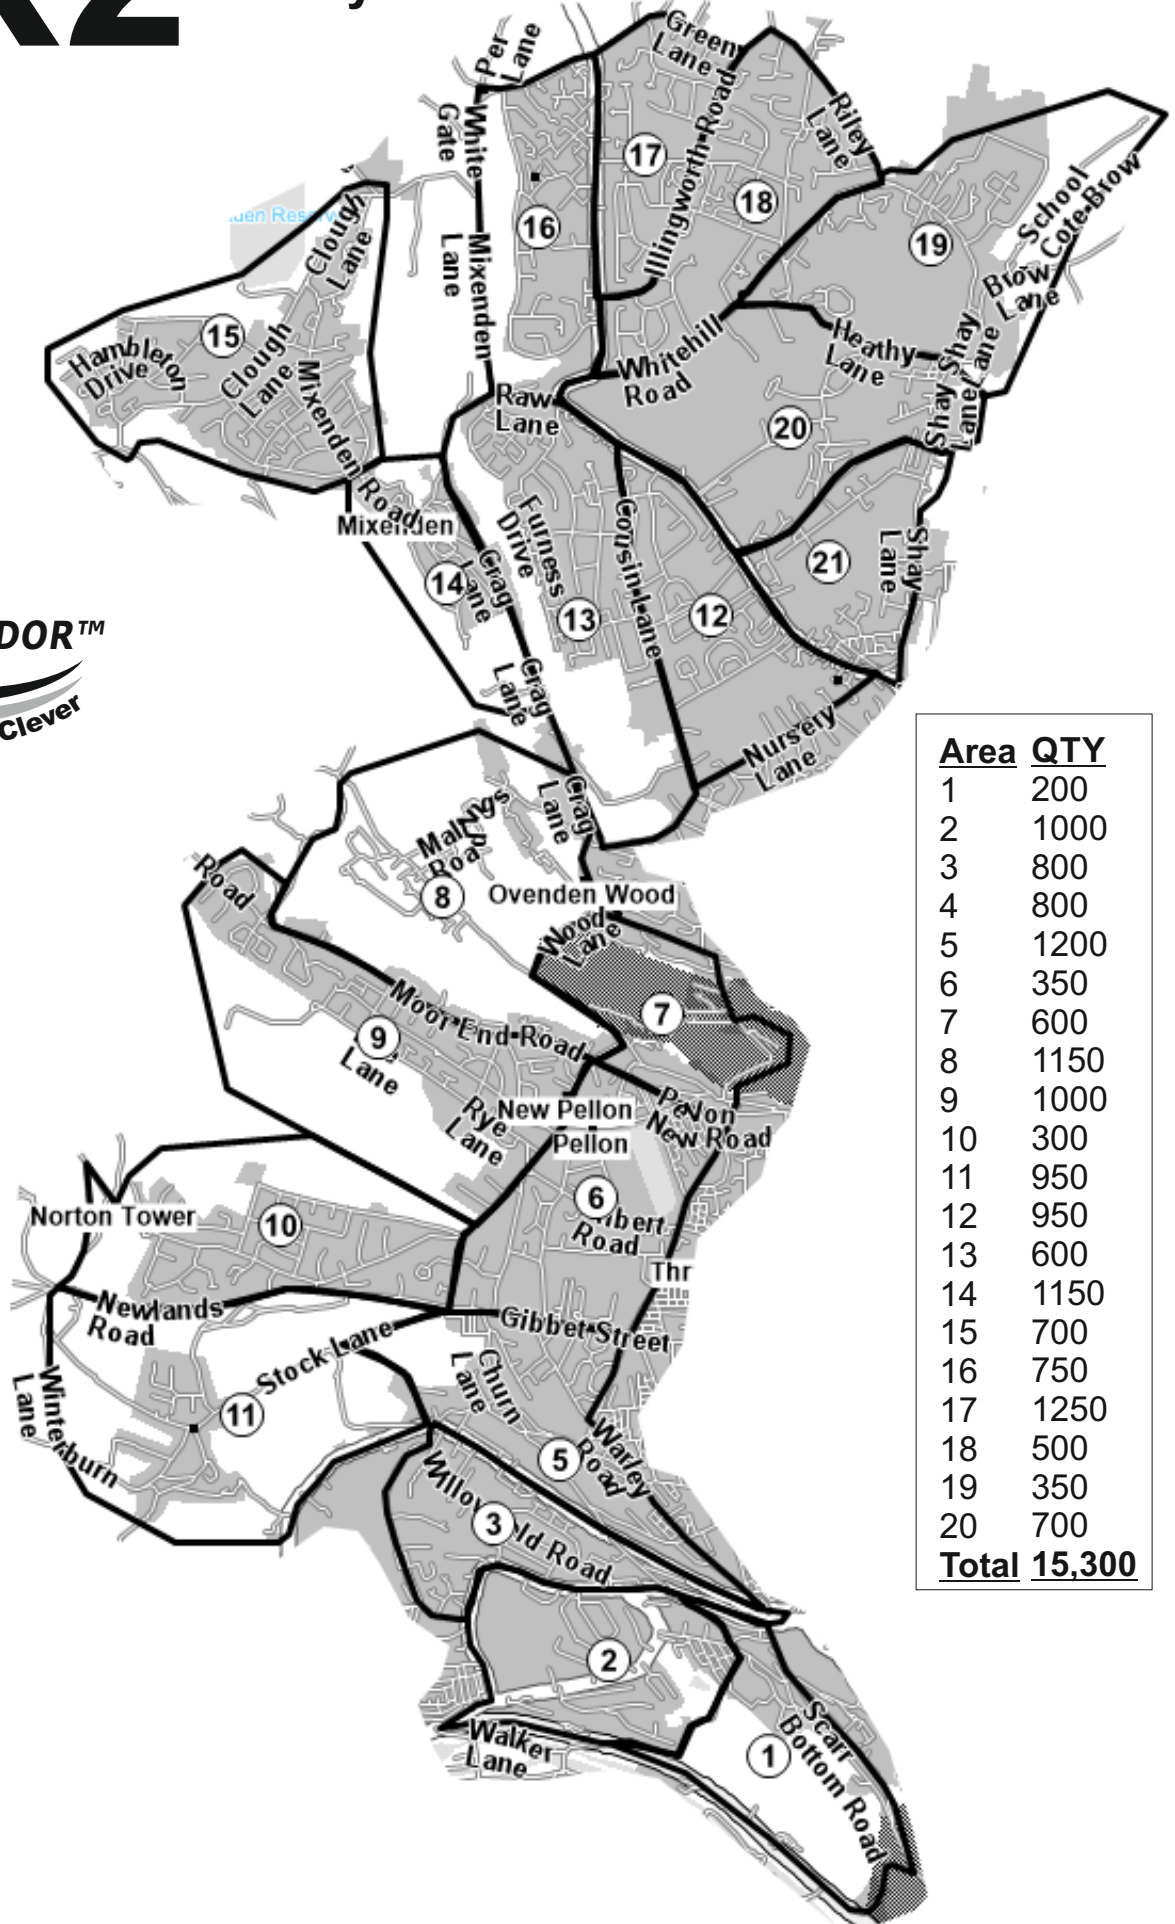 Per
Lane
Green
Lane
White
Gate
Riley
Lane
17
Illingworth Road
18
16
School
Cote Brow
19
Clough
Lane
Mixenden
Lane
Brow
Lane
15
Hambleton
Drive
Clough
Lane
Whitehill
Road
Heathy
Lane
Shay
Lane
Shay
Lane
Mixenden Road
Raw
Lane
20
Mixenden
Furness
Drive
Cousin Lane
Shay
Lane
21
14
Crag
Lane
13
12
DOR™
Clever
Crag
Lane
Nursery
Lane
Crag
Lane
Road
8
Ovenden Wood
Wood
Lane
7
Moor End Road
9
Lane
Rye
Lane
New Pellon
Pellon
Pellon
New Road
6
Road
Norton Tower
10
Thr
Newlands
Road
Gibbet Street
Stock Lane
Churn
Lane
Winterburn
Lane
11
5
Warley
Road
3
Road
2
Walker
Lane
1
Scarr
Bottom Road
Area QTY
1 200
2 1000
3 800
4 800
5 1200
6 350
7 600
8 1150
9 1000
10 300
11 950
12 950
13 600
14 1150
15 700
16 750
17 1250
18 500
19 350
20 700
Total 15,300